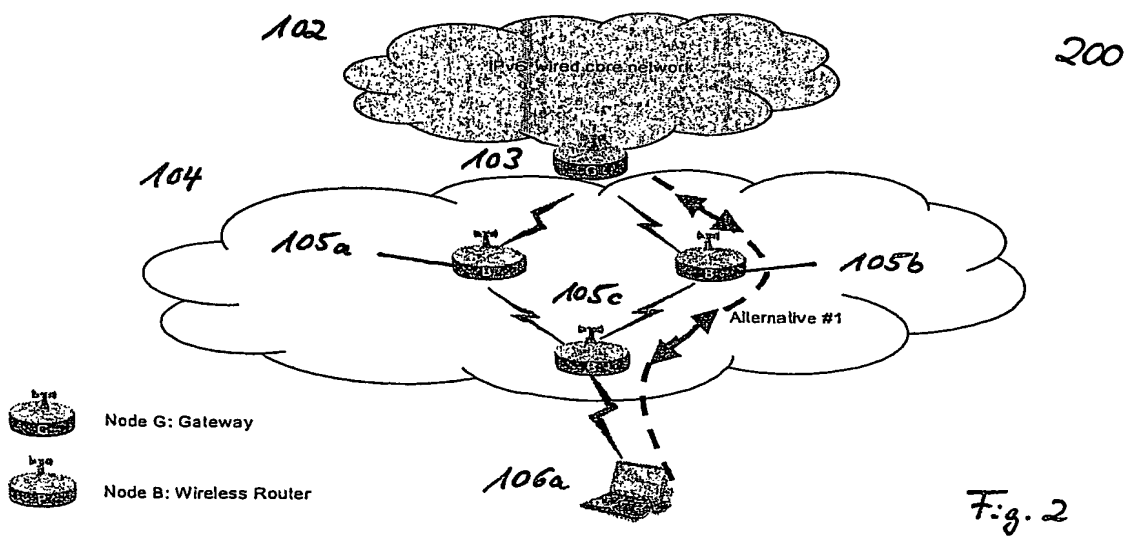 102
200
IPv6 wired core network
103
104
105a
105b
105c
Alternative #1
Node G: Gateway
Node B: Wireless Router
106a
Fig. 2